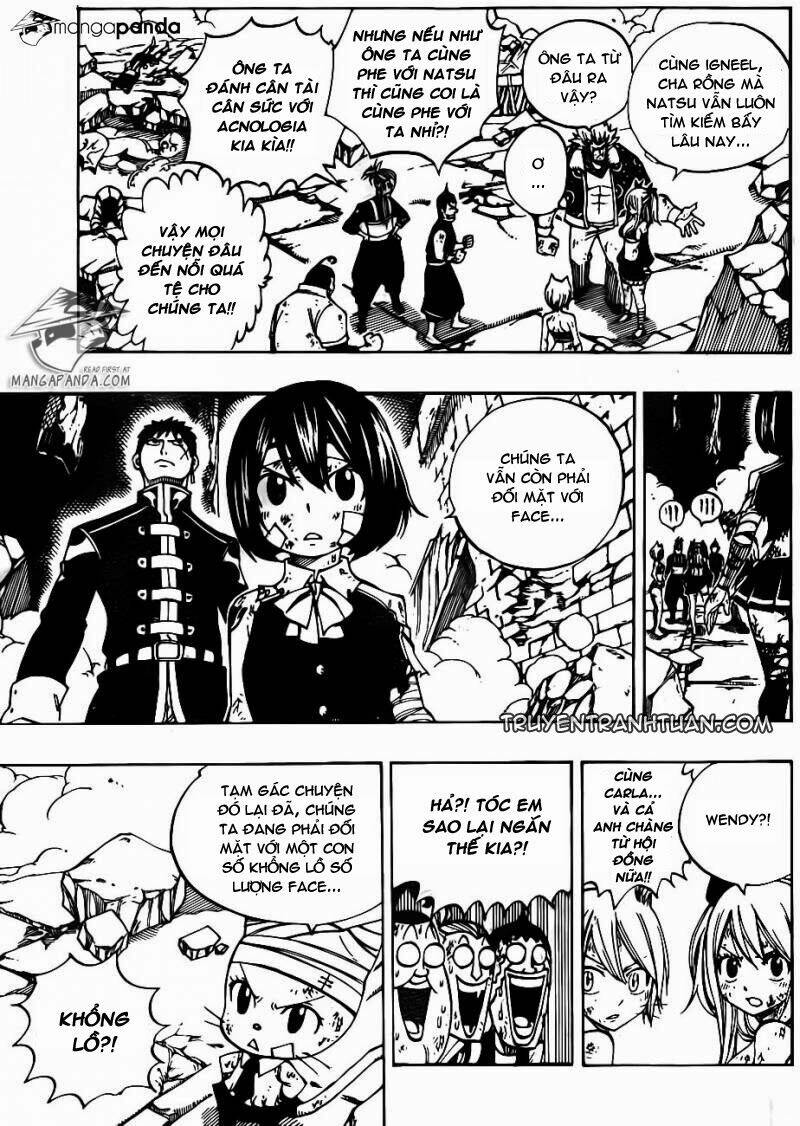 mangapanda
CÙNG IGNEEL,
CHA RỒNG MÀ
NATSU VẪN LUÔN
TÌM KIẾM BẤY
LÂU NAY...
ÔNG TA TỪ
ĐÂU RA
VẬY?
Ơ
...
NHƯNG NẾU NHƯ
ÔNG TA CÙNG
PHE VỚI NATSU
THÌ CŨNG COI LÀ
CÙNG PHE VỚI
TA NHỈ?!
ÔNG TA
ĐÁNH CÂN TÀI
CÂN SỨC VỚI
ACNOLOGIA
KIA KÌA!!
VẬY MỌI
CHUYỆN ĐÂU
ĐẾN NỖI QUÁ
TỆ CHO
CHÚNG TA!!
READ FIRST AT
MANGAPANDA.COM
CHÚNG TA
VẪN CÒN PHẢI
ĐỐI MẶT VỚI
FACE...
TRUYENTRANHTUAN.COM
WENDY?!
CÙNG
CARLA...
VÀ CẢ
ANH CHÀNG
TỪ HỘI
ĐỒNG
NỮA!!
HẢ?! TÓC EM
SAO LẠI NGẮN
THẾ KIA?!
TẠM GÁC CHUYỆN
ĐÓ LẠI ĐÃ, CHÚNG
TA ĐANG PHẢI ĐỐI
MẶT VỚI MỘT CON
SỐ KHỔNG LỒ SỐ
LƯỢNG FACE...
KHỔNG
LỒ?!